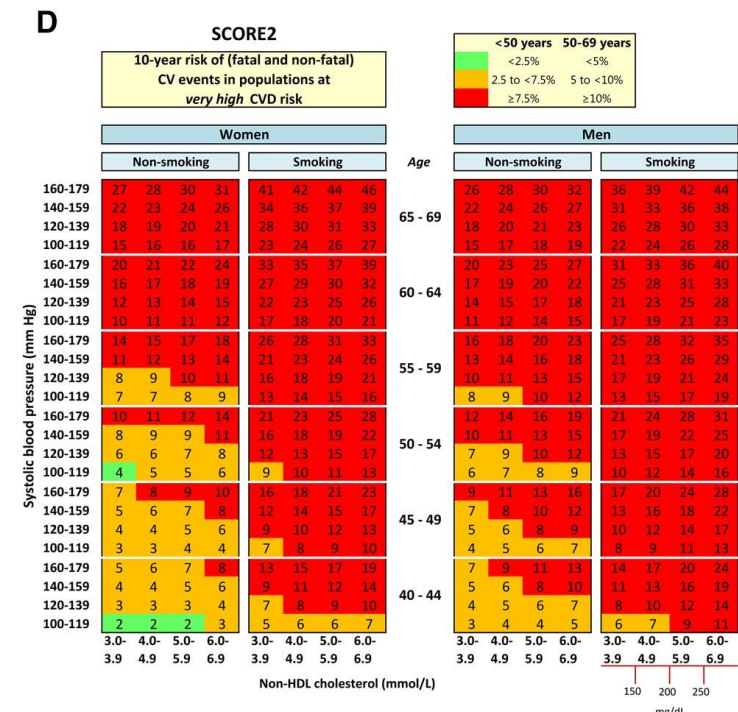 D
SCORE2
10-year risk of (fatal and non-fatal)
CV events in populations at
very high CVD risk
<50 years 50-69 years
<2.5% <5%
2.5 to <7.5% 5 to <10%
≥7.5% ≥10%
Women Men
Non-smoking Smoking Age Non-smoking Smoking
Systolic blood pressure (mm Hg)
160-179 27 28 30 31 41 42 44 46 26 28 30 32 36 39 42 44
140-159 22 23 24 26 34 36 37 39 22 24 26 27 31 33 36 38
65 - 69
120-139 18 19 20 21 28 30 31 33 18 20 21 23 26 28 30 33
100-119 15 16 16 17 23 24 26 27 15 17 18 19 22 24 26 28
160-179 20 21 22 24 33 35 37 39 20 23 25 27 31 33 36 40
140-159 16 17 18 19 27 29 30 32 17 19 20 22 25 28 31 33
60 - 64
120-139 12 13 14 15 22 23 25 26 14 15 17 18 21 23 25 28
100-119 10 11 11 12 17 18 20 21 11 12 14 15 17 19 21 23
160-179 14 15 17 18 26 28 31 33 16 18 20 23 25 28 32 35
140-159 11 12 13 14 21 23 24 26 13 14 16 18 21 23 26 29
55 - 59
120-139 8 9 10 11 16 18 19 21 10 11 13 15 17 19 21 24
100-119 7 7 8 9 13 14 15 16 8 9 10 12 13 15 17 19
160-179 10 11 12 14 21 23 25 28 12 14 16 19 21 24 28 31
140-159 8 9 9 11 16 18 19 22 10 11 13 15 17 19 22 25
50 - 54
120-139 6 6 7 8 12 13 15 17 7 9 10 12 13 15 17 20
100-119 4 5 5 6 9 10 11 13 6 7 8 9 10 12 14 16
160-179 7 8 9 10 16 18 21 23 9 11 13 16 17 20 24 28
140-159 5 6 7 8 12 14 15 17 7 8 10 12 13 16 18 22
45 - 49
120-139 4 4 5 6 9 10 12 13 5 6 8 9 10 12 14 17
100-119 3 3 4 4 7 8 9 10 4 5 6 7 8 9 11 13
160-179 5 6 7 8 13 15 17 19 7 9 11 13 14 17 20 24
140-159 4 4 5 6 9 11 12 14 5 6 8 10 11 13 16 19
40 - 44
120-139 3 3 3 4 7 8 9 10 4 5 6 7 8 10 12 14
100-119 2 2 2 3 5 6 6 7 3 4 4 5 6 7 9 11
3.0- 4.0- 5.0- 6.0- 3.0- 4.0- 5.0- 6.0- 3.0- 4.0- 5.0- 6.0- 3.0- 4.0- 5.0- 6.0-
3.9 4.9 5.9 6.9 3.9 4.9 5.9 6.9 3.9 4.9 5.9 6.9 3.9 4.9 5.9 6.9
Non-HDL cholesterol (mmol/L)
150 200 250
mg/dL